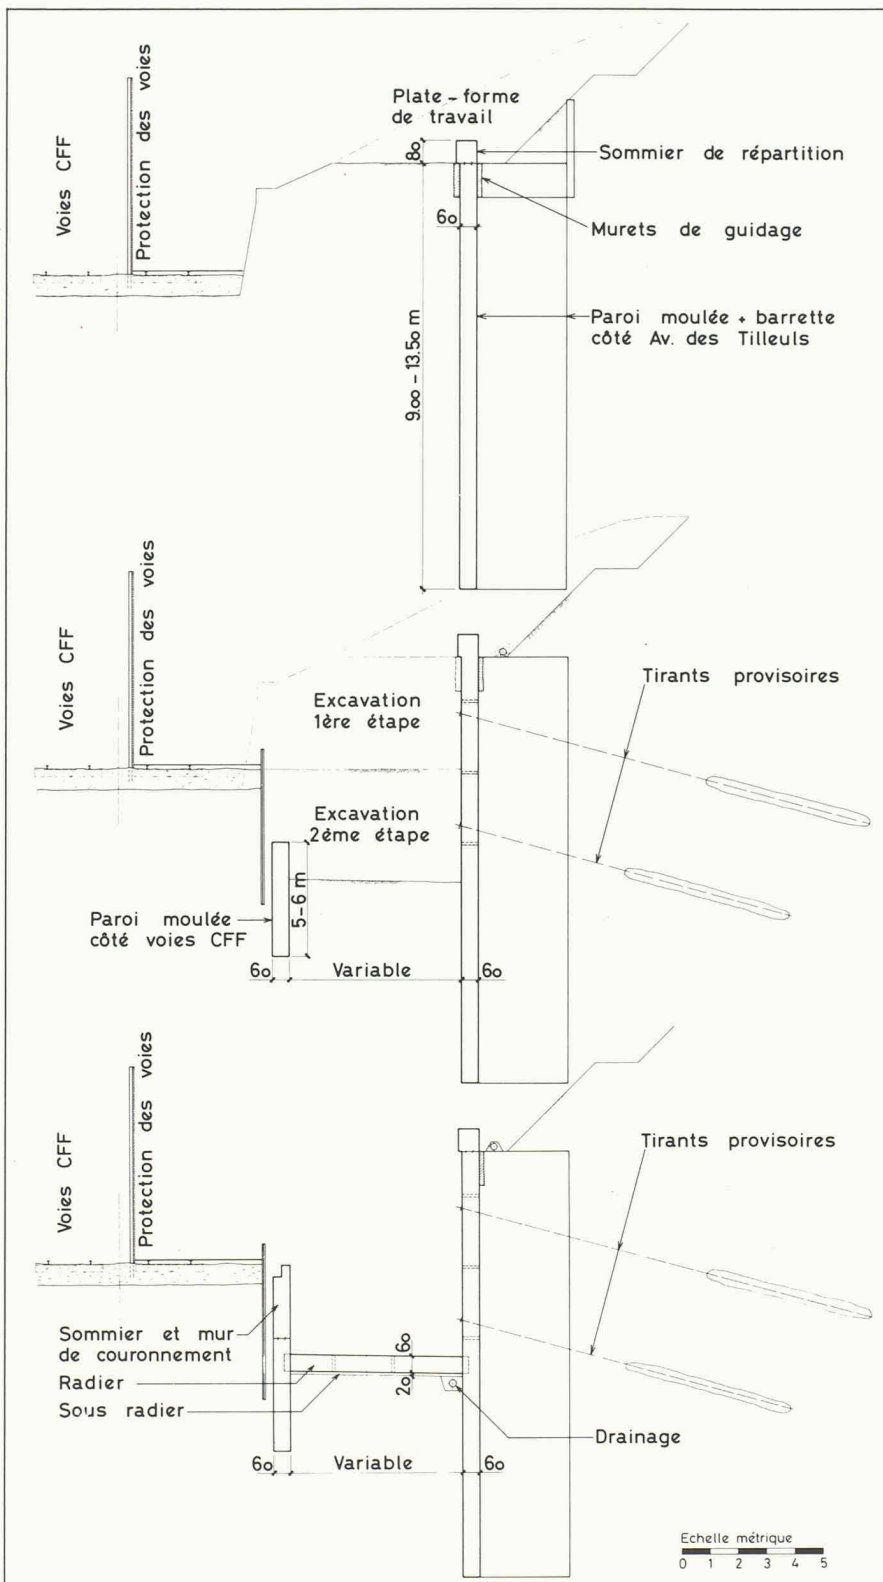 Voies CFF
Protection des voies
Plate-forme
de travail
80
Sommier de répartition
60
Murets de guidage
9.00 - 13.50 m
Paroi moulée + barrette
côté Av. des Tilleuls
Voies CFF
Protection des voies
Excavation
1ère étape
Tirants provisoires
Excavation
2ème étape
5-6 m
Paroi moulée
côté voies CFF
60
Variable
60
Voies CFF
Protection des voies
Tirants provisoires
Sommier et mur
de couronnement
60
Radier
20
Sous radier
Drainage
60
Variable
60
Echelle métrique
0 1 2 3 4 5